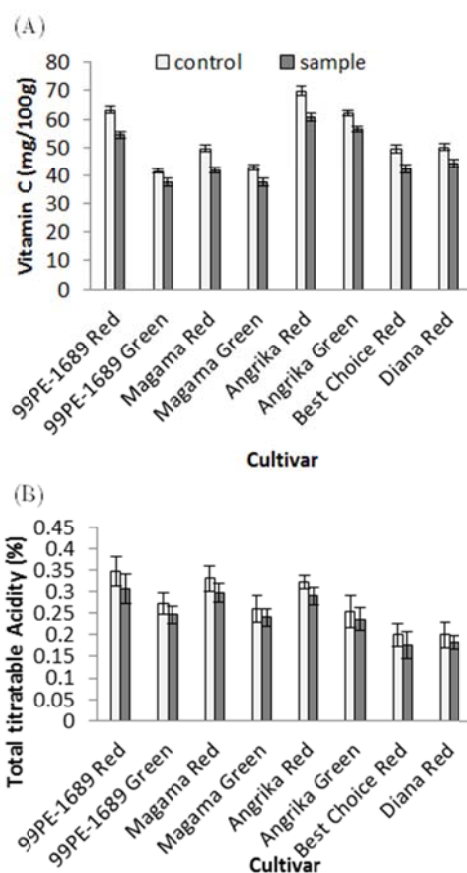 (A)
control sample
Vitamin C (mg/100g)
80
70
60
50
40
30
20
10
0
99PE-1689 Red
99PE-1689 Green
Magama Red
Magama Green
Angrika Red
Angrika Green
Best Choice Red
Diana Red
Cultivar
(B)
Total titratable Acidity (%)
0.45
0.4
0.35
0.3
0.25
0.2
0.15
0.1
0.05
0
99PE-1689 Red
99PE-1689 Green
Magama Red
Magama Green
Angrika Red
Angrika Green
Best Choice Red
Diana Red
Cultivar